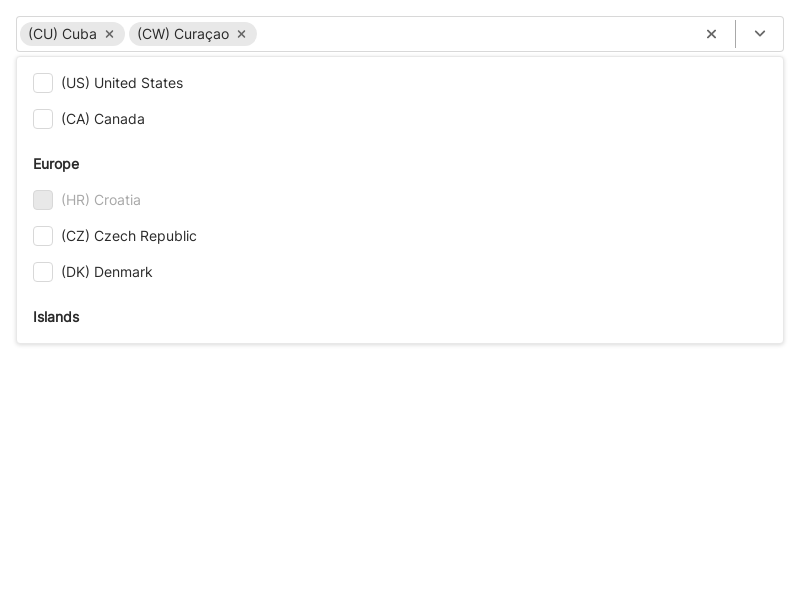 (CU) Cuba (CW) Curaçao
(US) United States
(CA) Canada
Europe
(HR) Croatia
(CZ) Czech Republic
(DK) Denmark
Islands